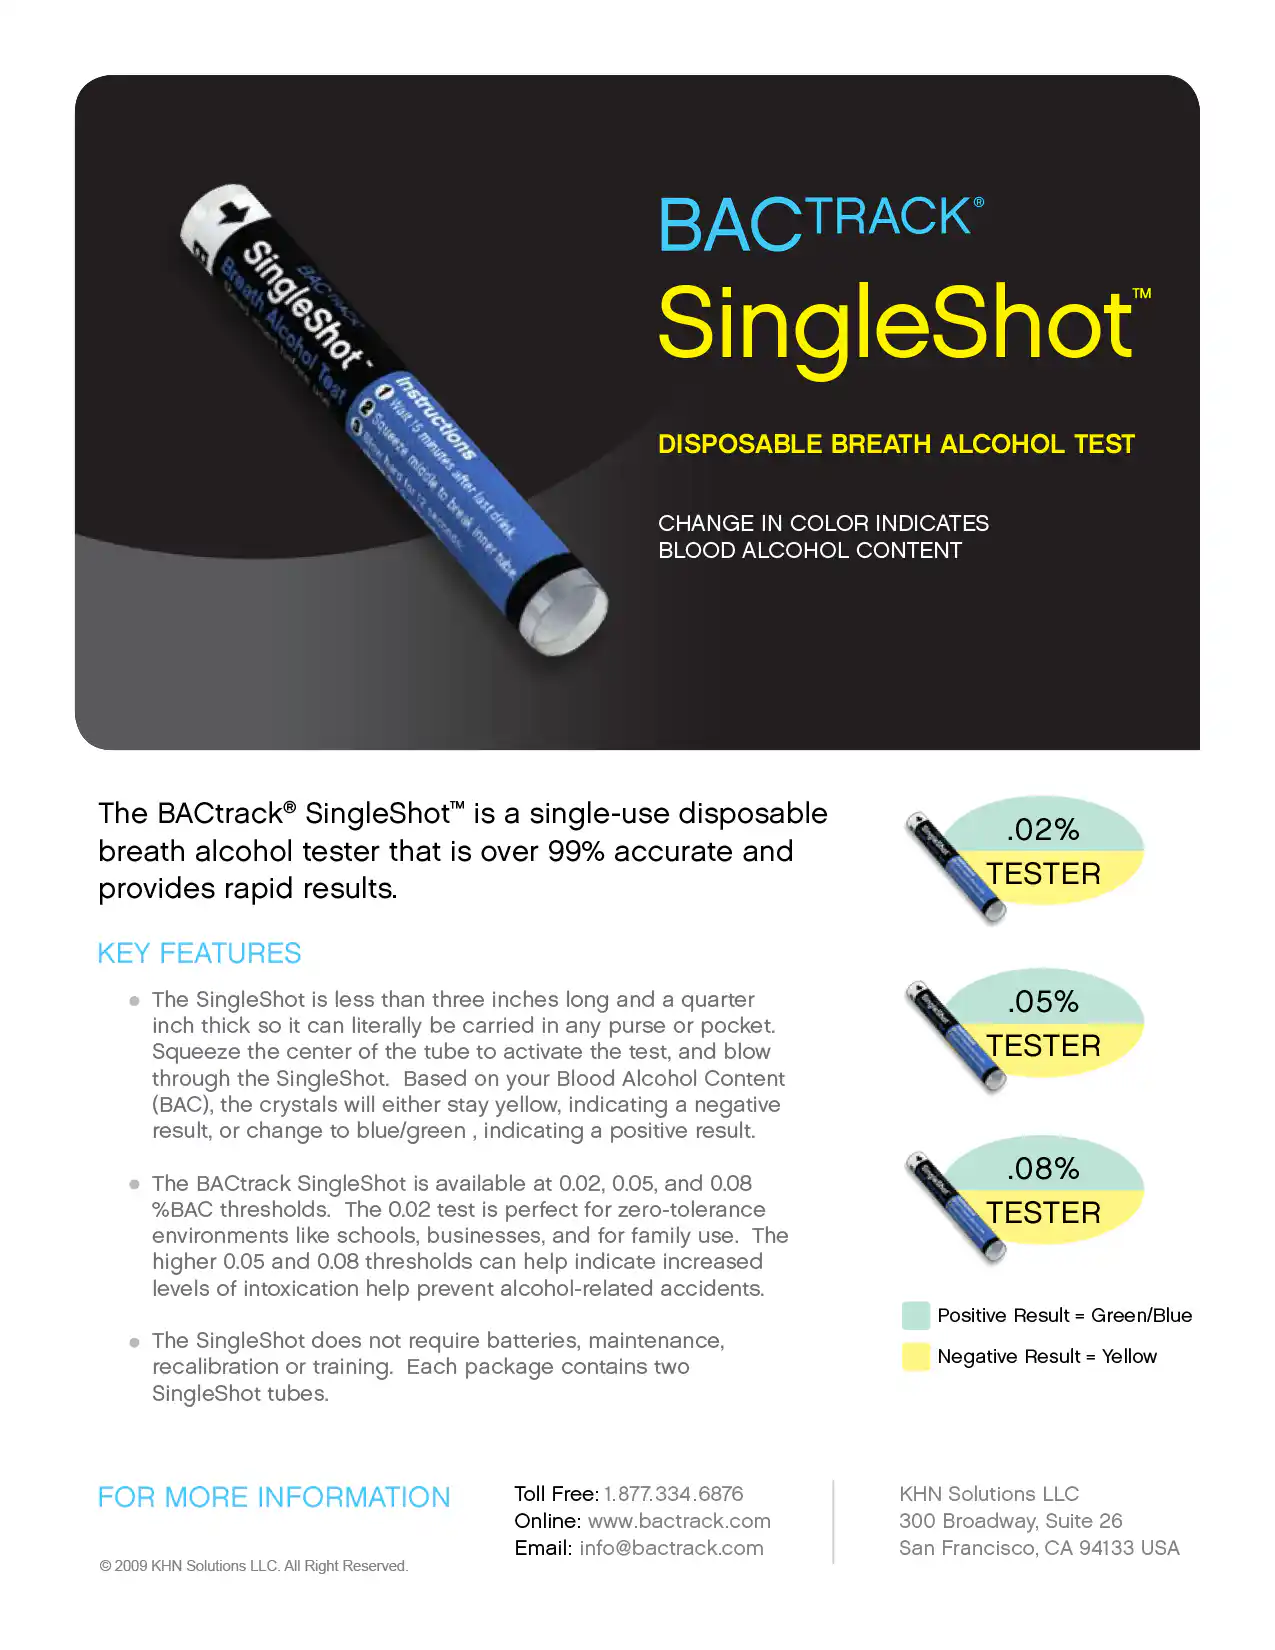 BACTRACK®
SingleShot™
DISPOSABLE BREATH ALCOHOL TEST
CHANGE IN COLOR INDICATES
BLOOD ALCOHOL CONTENT
BACTRACK
SingleShot™
Breath Alcohol Test
Instructions
1 Wait 15 minutes after last drink.
2 Squeeze middle to break inner tube.
3 Blow hard for 12 seconds.
The BACtrack® SingleShot™ is a single-use disposable
breath alcohol tester that is over 99% accurate and
provides rapid results.
KEY FEATURES
● The SingleShot is less than three inches long and a quarter
inch thick so it can literally be carried in any purse or pocket.
Squeeze the center of the tube to activate the test, and blow
through the SingleShot.  Based on your Blood Alcohol Content
(BAC), the crystals will either stay yellow, indicating a negative
result, or change to blue/green , indicating a positive result.
● The BACtrack SingleShot is available at 0.02, 0.05, and 0.08
%BAC thresholds.  The 0.02 test is perfect for zero-tolerance
environments like schools, businesses, and for family use.  The
higher 0.05 and 0.08 thresholds can help indicate increased
levels of intoxication help prevent alcohol-related accidents.
● The SingleShot does not require batteries, maintenance,
recalibration or training.  Each package contains two
SingleShot tubes.
SingleShot
.02%
TESTER
SingleShot
.05%
TESTER
SingleShot
.08%
TESTER
Positive Result = Green/Blue
Negative Result = Yellow
FOR MORE INFORMATION
© 2009 KHN Solutions LLC. All Right Reserved.
Toll Free: 1.877.334.6876
Online: www.bactrack.com
Email: info@bactrack.com
KHN Solutions LLC
300 Broadway, Suite 26
San Francisco, CA 94133 USA